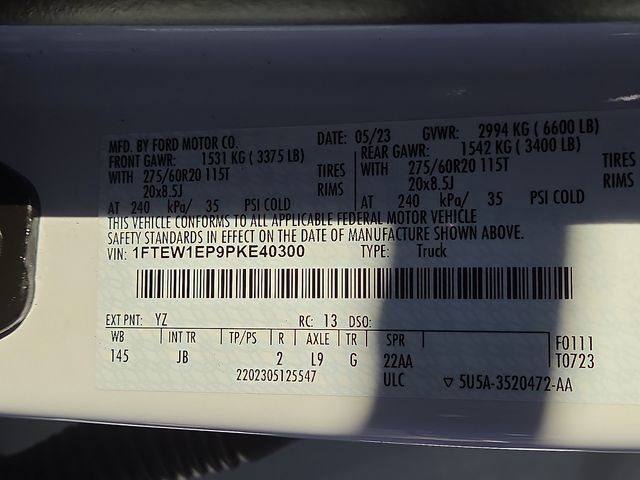 MFD. BY FORD MOTOR CO. DATE: 05/23 GVWR: 2994 KG ( 6600 LB)
FRONT GAWR: 1531 KG ( 3375 LB) REAR GAWR: 1542 KG ( 3400 LB)
WITH 275/60R20 115T TIRES WITH 275/60R20 115T TIRES
20x8.5J RIMS 20x8.5J RIMS
AT 240 kPa/ 35 PSI COLD AT 240 kPa/ 35 PSI COLD
THIS VEHICLE CONFORMS TO ALL APPLICABLE FEDERAL MOTOR VEHICLE
SAFETY STANDARDS IN EFFECT ON THE DATE OF MANUFACTURE SHOWN ABOVE.
VIN: 1FTEW1EP9PKE40300 TYPE: Truck
EXT PNT: YZ RC: 13 DSO:
WB INT TR TP/PS R AXLE TR SPR F0111
145 JB 2 L9 G 22AA T0723
2202305125547 ULC ▽ 5U5A-3520472-AA